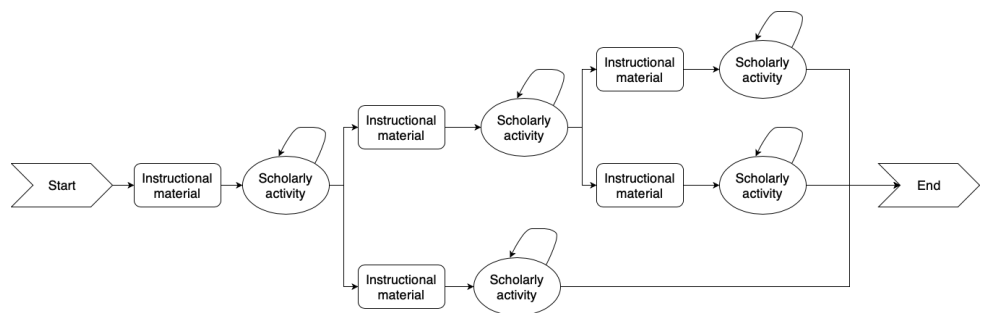 Start
Instructional
material
Scholarly
activity
Instructional
material
Scholarly
activity
Instructional
material
Scholarly
activity
Instructional
material
Scholarly
activity
Instructional
material
Scholarly
activity
End